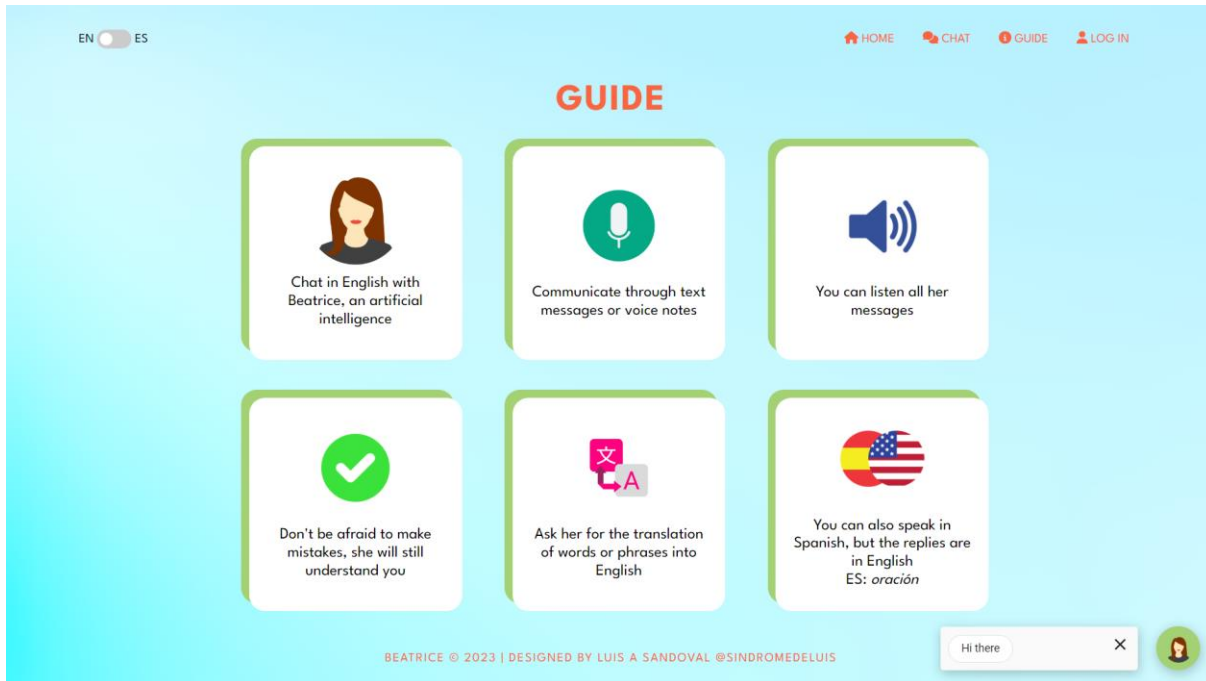 EN ES
HOME CHAT GUIDE LOG IN
GUIDE
Chat in English with
Beatrice, an artificial
intelligence
Communicate through text
messages or voice notes
You can listen all her
messages
Don't be afraid to make
mistakes, she will still
understand you
文
A
Ask her for the translation
of words or phrases into
English
You can also speak in
Spanish, but the replies are
in English
ES: oración
Hi there
BEATRICE © 2023 | DESIGNED BY LUIS A SANDOVAL @SINDROMEDELUIS